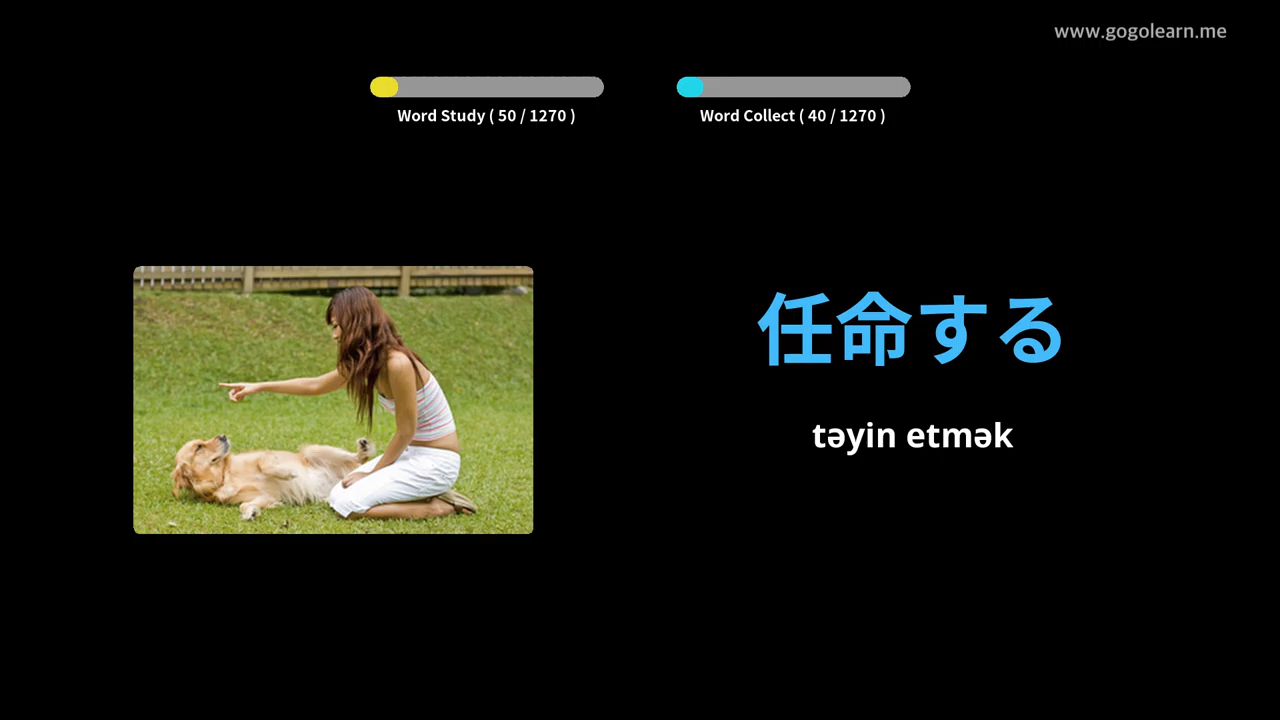 www.gogolearn.me
Word Study ( 50 / 1270 )
Word Collect ( 40 / 1270 )
任命する
təyin etmək